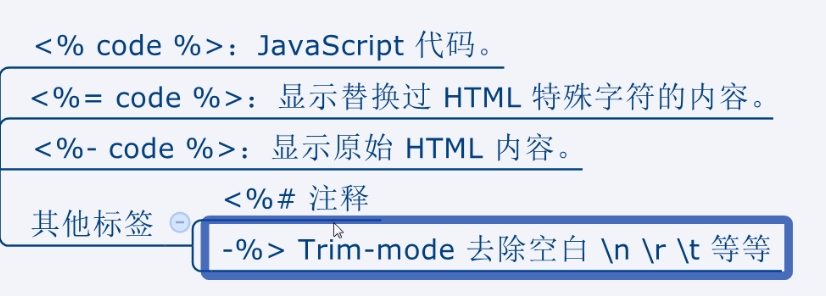 <% code %>：JavaScript 代码。
<%= code %>：显示替换过 HTML 特殊字符的内容。
<%- code %>：显示原始 HTML 内容。
其他标签
<%# 注释
-%> Trim-mode 去除空白 \n \r \t 等等